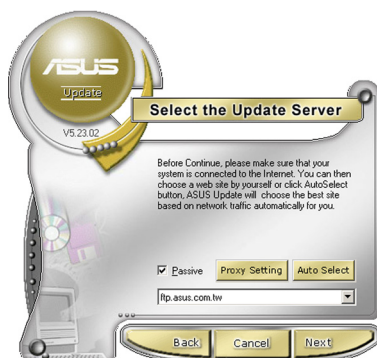 ASUS
Update
V5.23.02
Select the Update Server
Before Continue, please make sure that your
system is connected to the Internet. You can then
choose a web site by yourself or click AutoSelect
button, ASUS Update will choose the best site
based on network traffic automatically for you.
Passive
Proxy Setting
Auto Select
ftp.asus.com.tw
Back
Cancel
Next